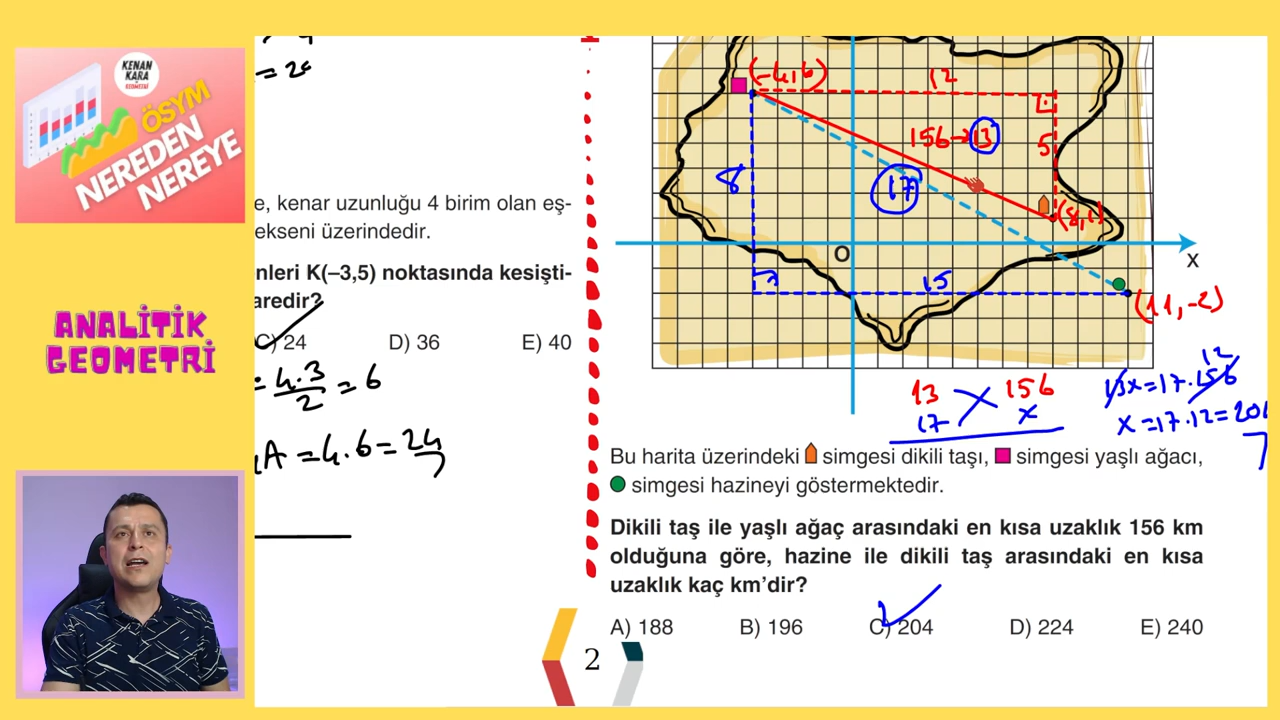 KENAN
KARA
GEOMETRİ
ÖSYM
NEREDEN
NEREYE
ANALİTİK
GEOMETRİ
e, kenar uzunluğu 4 birim olan eş-
ekseni üzerindedir.
nleri K(–3,5) noktasında kesişti-
aredir?
C) 24 D) 36 E) 40
= 4.3/2 = 6
A = 4.6 = 24
(-4,6)
12
156→13
5
8
17
(8,1)
O
x
15
(11,-2)
13 156
17 x
13x = 17.156
12
x = 17.12 = 204
Bu harita üzerindeki simgesi dikili taşı, simgesi yaşlı ağacı,
simgesi hazineyi göstermektedir.
Dikili taş ile yaşlı ağaç arasındaki en kısa uzaklık 156 km
olduğuna göre, hazine ile dikili taş arasındaki en kısa
uzaklık kaç km'dir?
A) 188 B) 196 C) 204 D) 224 E) 240
2